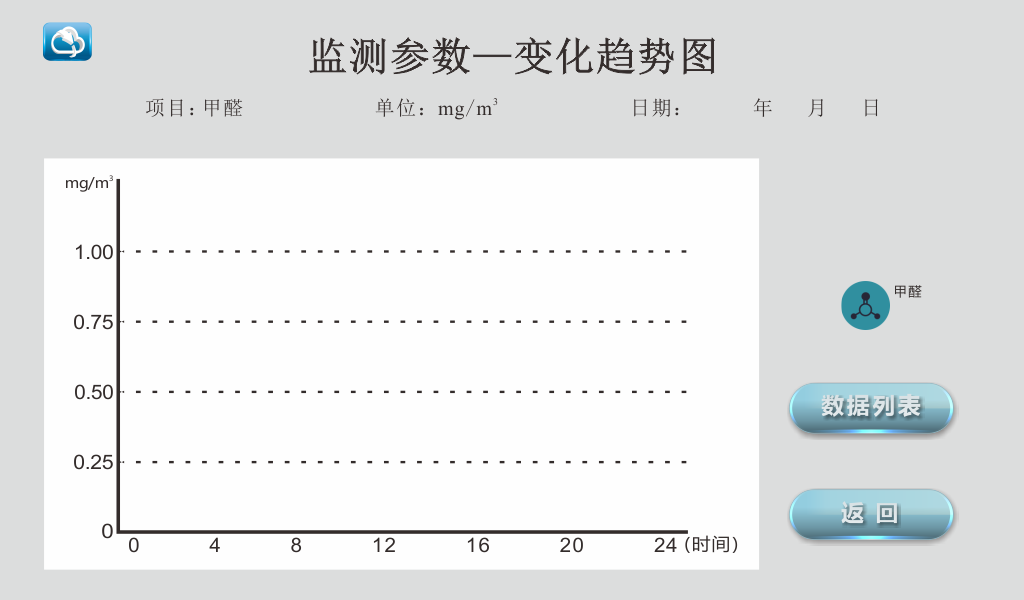 监测参数—变化趋势图
项目：甲醛 单位：mg/m³ 日期： 年 月 日
mg/m³
1.00
0.75
0.50
0.25
0
0 4 8 12 16 20 24 (时间)
甲醛
数据列表
返 回